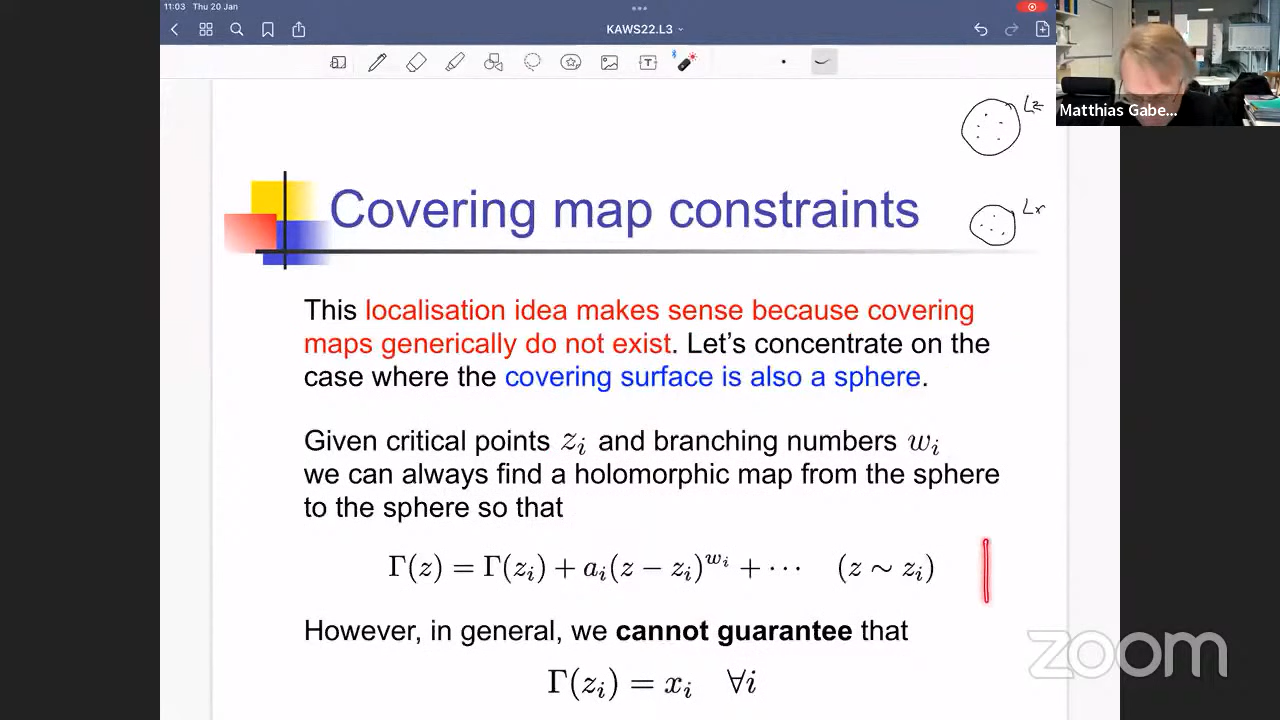 11:03 Thu 20 Jan
KAWS22.L3
Matthias Gabe...
Lz
Lx
Covering map constraints
This localisation idea makes sense because covering
maps generically do not exist. Let's concentrate on the
case where the covering surface is also a sphere.
Given critical points z_i and branching numbers w_i
we can always find a holomorphic map from the sphere
to the sphere so that
Γ(z) = Γ(z_i) + a_i(z − z_i)^{w_i} + ⋯ (z ∼ z_i)
However, in general, we cannot guarantee that
Γ(z_i) = x_i ∀i
zoom